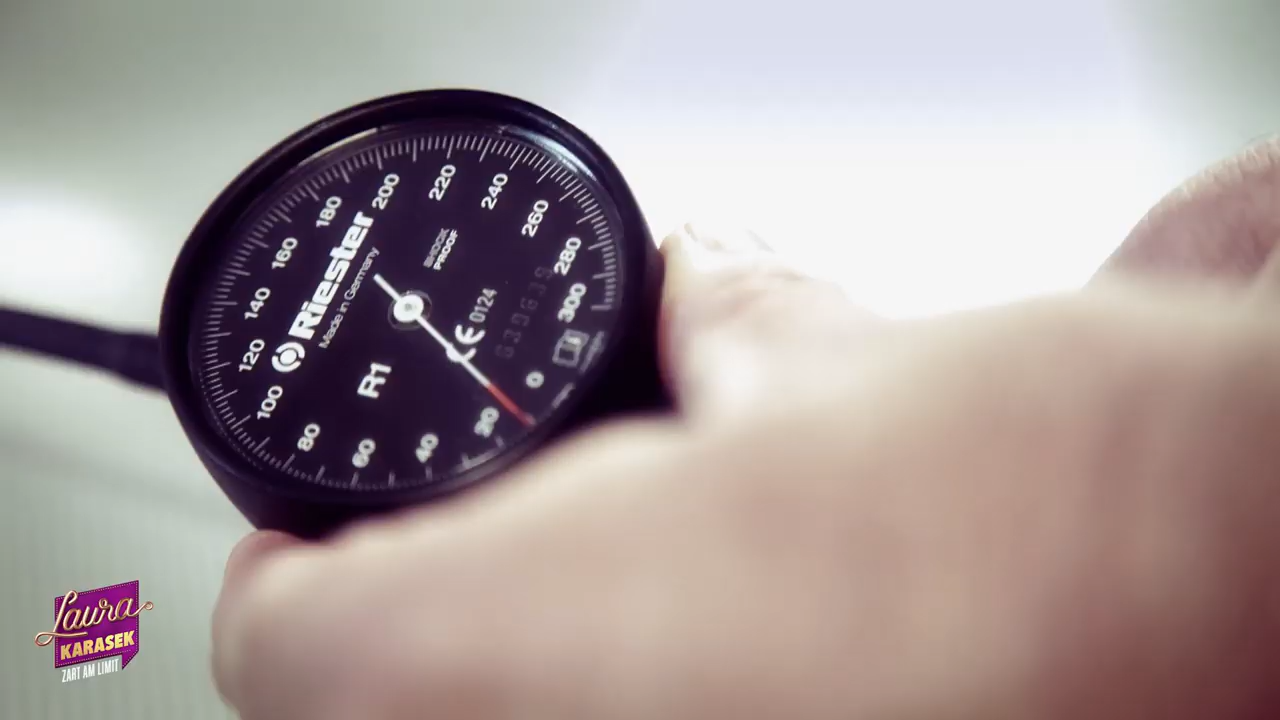 200
220
240
260
280
300
180
160
140
120
100
80
60
40
20
0
Riester
Made in Germany
SHOCK
PROOF
CE 0124
R1
Laura
KARASEK
ZART AM LIMIT